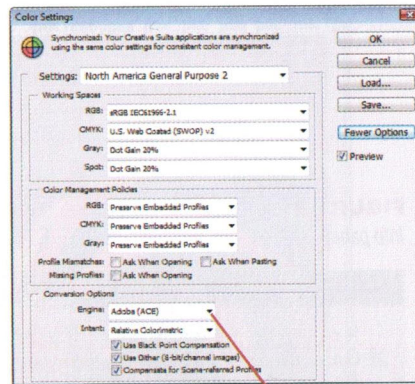 Color Settings
Synchronized: Your Creative Suite applications are synchronized
using the same color settings for consistent color management.
OK
Cancel
Load...
Save...
Fewer Options
Preview
Settings: North America General Purpose 2
Working Spaces
RGB: sRGB IEC61966-2.1
CMYK: U.S. Web Coated (SWOP) v2
Gray: Dot Gain 20%
Spot: Dot Gain 20%
Color Management Policies
RGB: Preserve Embedded Profiles
CMYK: Preserve Embedded Profiles
Gray: Preserve Embedded Profiles
Profile Mismatches: Ask When Opening Ask When Pasting
Missing Profiles: Ask When Opening
Conversion Options
Engine: Adobe (ACE)
Intent: Relative Colorimetric
Use Black Point Compensation
Use Dither (8-bit/channel images)
Compensate for Scene-referred Profiles